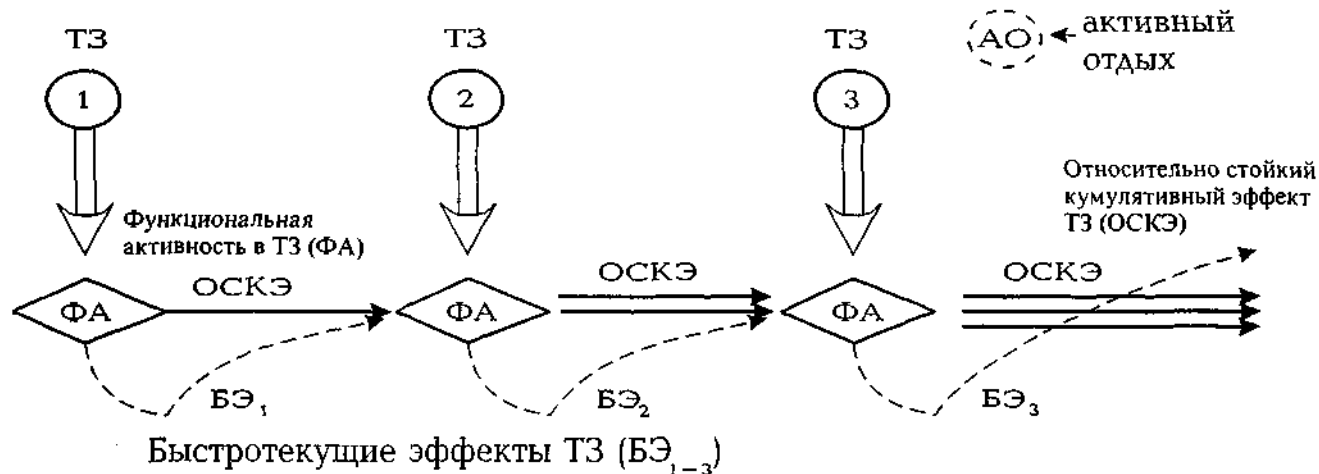 ТЗ
ТЗ
ТЗ
АО
активный
отдых
1
2
3
Функциональная
активность в ТЗ (ФА)
Относительно стойкий
кумулятивный эффект
ТЗ (ОСКЭ)
ФА
ОСКЭ
ФА
ОСКЭ
ФА
ОСКЭ
БЭ₁
БЭ₂
БЭ₃
Быстротекущие эффекты ТЗ (БЭ₁₋₃)